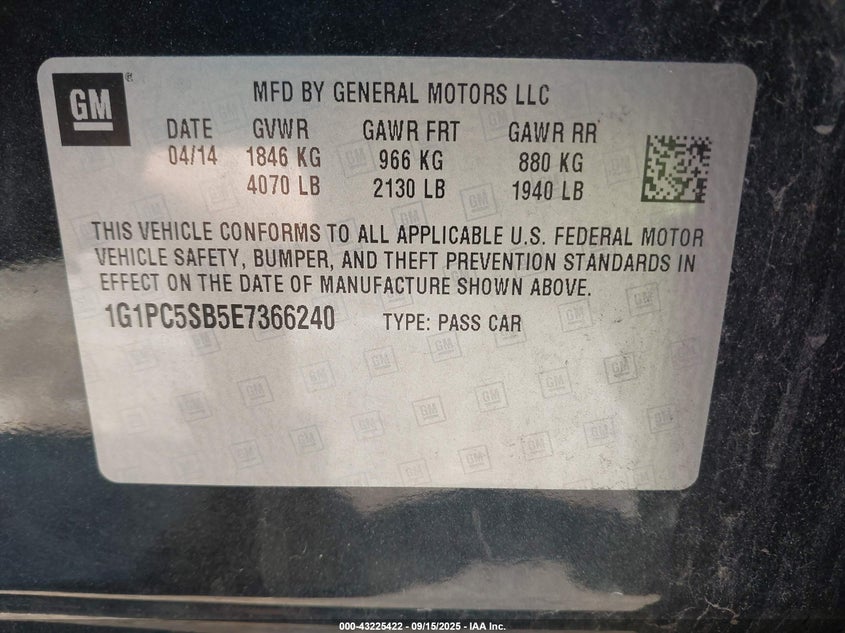 GM ®
MFD BY GENERAL MOTORS LLC
DATE GVWR GAWR FRT GAWR RR
04/14 1846 KG 966 KG 880 KG
4070 LB 2130 LB 1940 LB
THIS VEHICLE CONFORMS TO ALL APPLICABLE U.S. FEDERAL MOTOR
VEHICLE SAFETY, BUMPER, AND THEFT PREVENTION STANDARDS IN
EFFECT ON THE DATE OF MANUFACTURE SHOWN ABOVE.
1G1PC5SB5E7366240 TYPE: PASS CAR
000-43225422 - 09/15/2025 - IAA Inc.